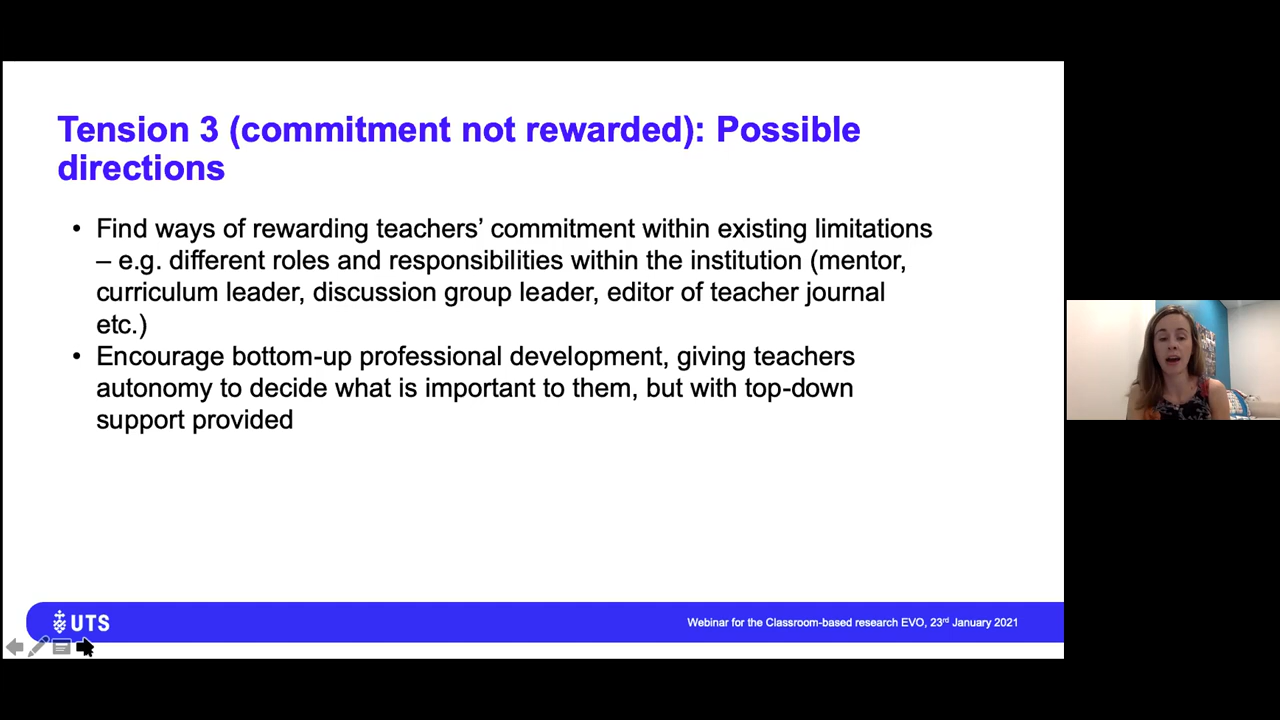 Tension 3 (commitment not rewarded): Possible
directions
• Find ways of rewarding teachers’ commitment within existing limitations
– e.g. different roles and responsibilities within the institution (mentor,
curriculum leader, discussion group leader, editor of teacher journal
etc.)
• Encourage bottom-up professional development, giving teachers
autonomy to decide what is important to them, but with top-down
support provided
UTS
Webinar for the Classroom-based research EVO, 23rd January 2021